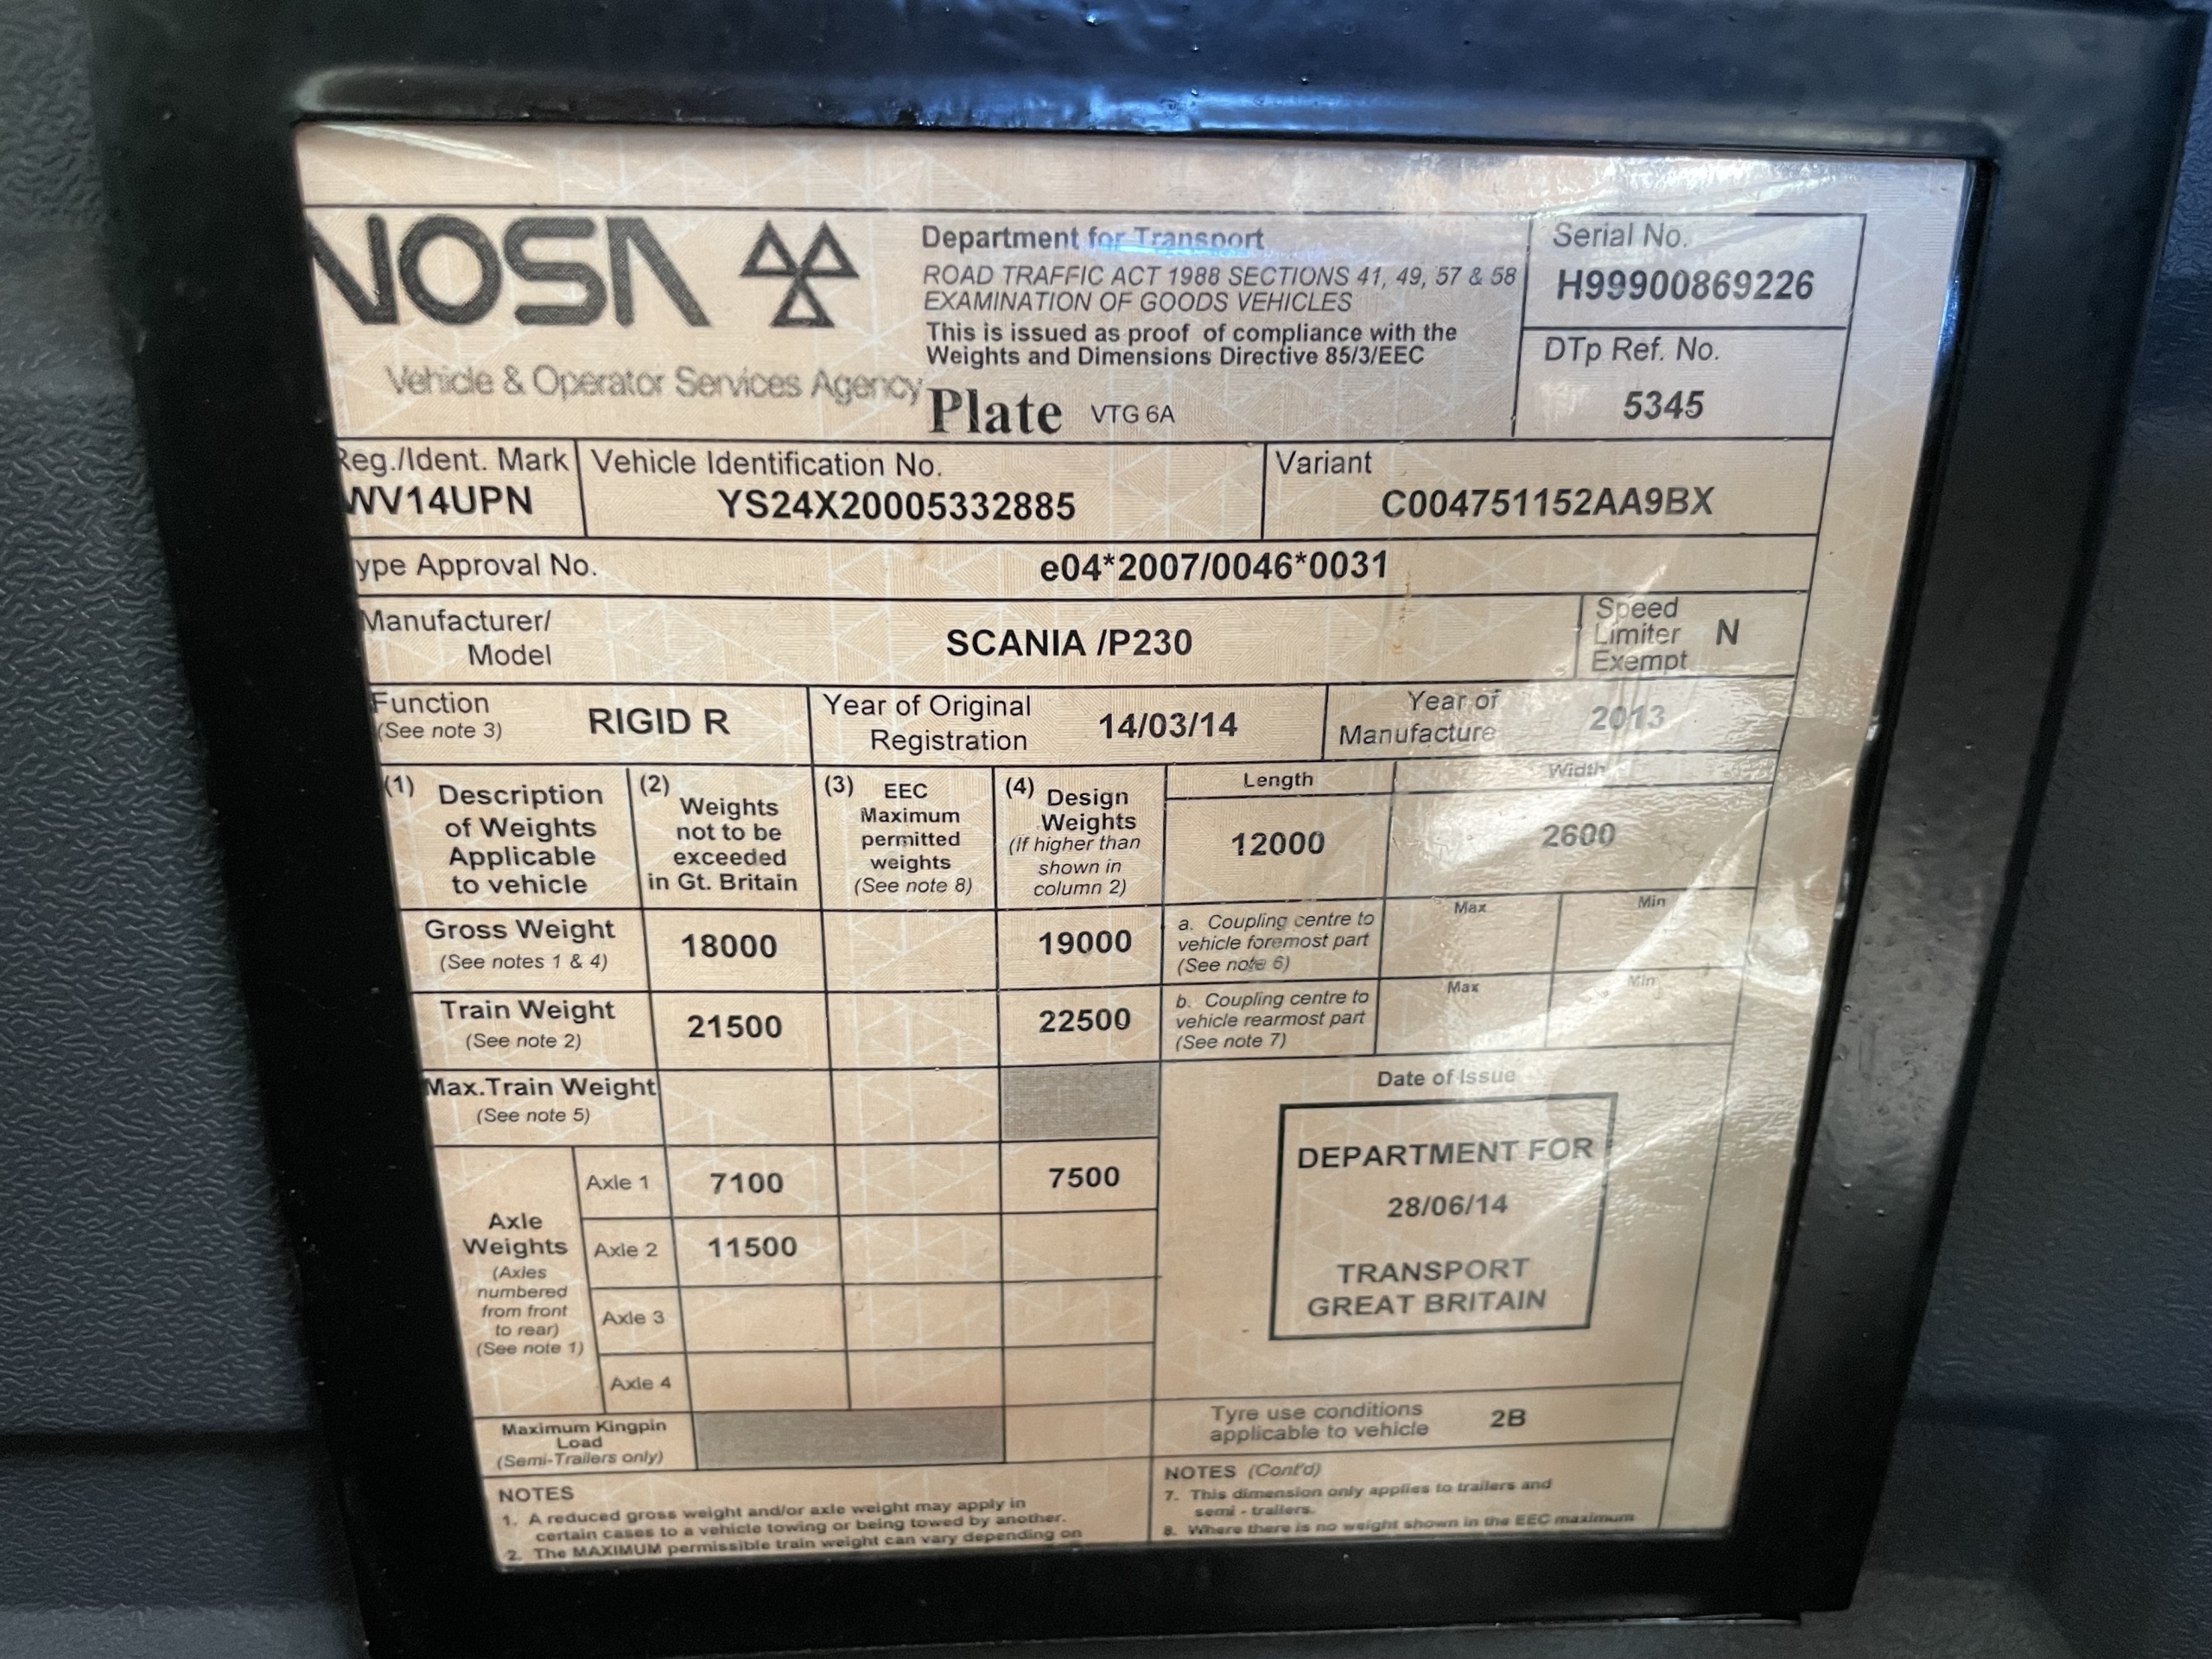 VOSA
Department for Transport
ROAD TRAFFIC ACT 1988 SECTIONS 41, 49, 57 & 58
EXAMINATION OF GOODS VEHICLES
This is issued as proof of compliance with the
Weights and Dimensions Directive 85/3/EEC
Vehicle & Operator Services Agency
Plate VTG 6A
Serial No.
H99900869226
DTp Ref. No.
5345
Reg./Ident. Mark
WV14UPN
Vehicle Identification No.
YS24X20005332885
Variant
C004751152AA9BX
ype Approval No.
e04*2007/0046*0031
Manufacturer/
Model
SCANIA /P230
Speed
Limiter
Exempt
N
Function
(See note 3)
RIGID R
Year of Original
Registration
14/03/14
Year of
Manufacture
2013
(1) Description
of Weights
Applicable
to vehicle
(2) Weights
not to be
exceeded
in Gt. Britain
(3) EEC
Maximum
permitted
weights
(See note 8)
(4) Design
Weights
(If higher than
shown in
column 2)
Length
12000
Width
2600
Gross Weight
(See notes 1 & 4)
18000
19000
a. Coupling centre to
vehicle foremost part
(See note 6)
Max
Min
Train Weight
(See note 2)
21500
22500
b. Coupling centre to
vehicle rearmost part
(See note 7)
Max
Min
Max.Train Weight
(See note 5)
Axle
Weights
(Axles
numbered
from front
to rear)
(See note 1)
Axle 1
7100
7500
Axle 2
11500
Axle 3
Axle 4
Date of Issue
DEPARTMENT FOR
28/06/14
TRANSPORT
GREAT BRITAIN
Maximum Kingpin
Load
(Semi-Trailers only)
Tyre use conditions
applicable to vehicle
2B
NOTES
1. A reduced gross weight and/or axle weight may apply in
certain cases to a vehicle towing or being towed by another.
2. The MAXIMUM permissible train weight can vary depending on
NOTES (Cont'd)
7. This dimension only applies to trailers and
semi - trailers.
8. Where there is no weight shown in the EEC maximum